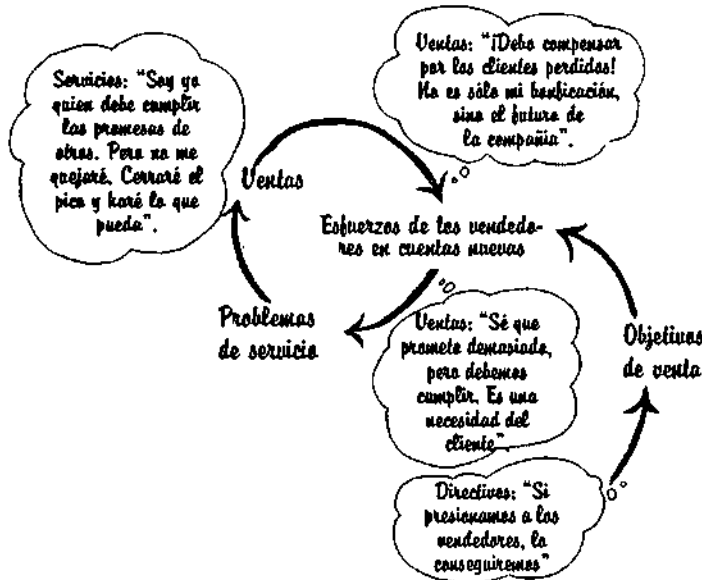 Servicios: "Soy yo
quien debe cumplir
las promesas de
otros. Pero no me
quejaré. Cerraré el
pico y haré lo que
pueda".
Ventas: "¡Debo compensar
por los clientes perdidos!
No es sólo mi bonificación,
sino el futuro de
la compañía".
Ventas
Esfuerzos de los vendedo-
res en cuentas nuevas
Problemas
de servicio
Ventas: "Sé que
prometo demasiado,
pero debemos
cumplir. Es una
necesidad del
cliente".
Objetivos
de venta
Directivos: "Si
presionamos a los
vendedores, lo
conseguiremos"